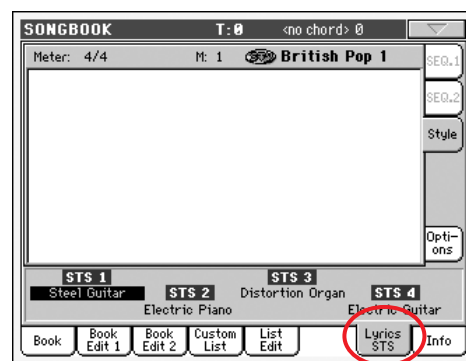 SONGBOOK T:0 <no chord> 0
Meter: 4/4 M: 1 British Pop 1
SEQ.1
SEQ.2
Style
Opti-
ons
STS 1 STS 3
Steel Guitar STS 2 Distortion Organ STS 4
Electric Piano Electric Guitar
Book Book Edit 1 Book Edit 2 Custom List List Edit Lyrics STS Info